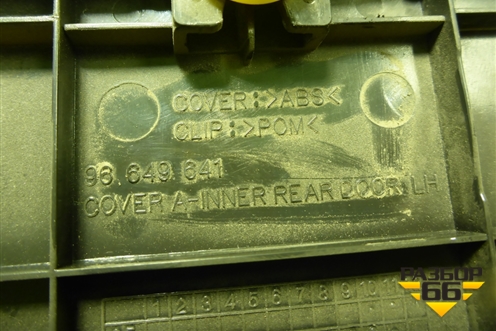 COVER:>ABS<
CLIP:>POM<
96 649 641
COVER A-INNER REAR DOOR, LH
1 2 3 4 5 6 7 8 9 10 11
РАЗБОР
66